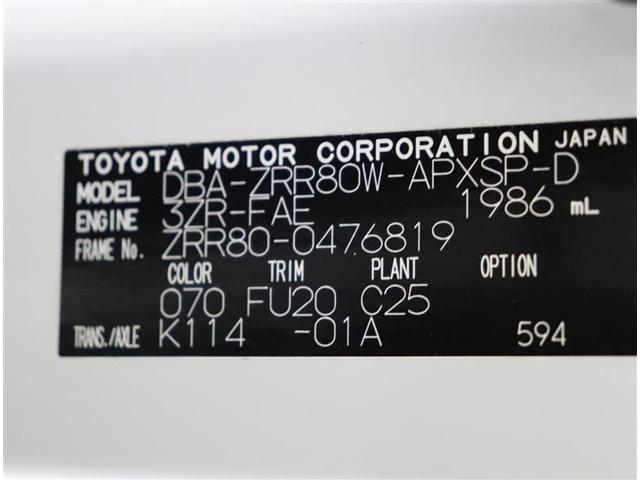 TOYOTA MOTOR CORPORATION JAPAN
MODEL DBA-ZRR80W-APXSP-D
ENGINE 3ZR-FAE 1986 mL
FRAME No. ZRR80-0476819
COLOR TRIM PLANT OPTION
070 FU20 C25
TRANS./AXLE K114 -01A 594